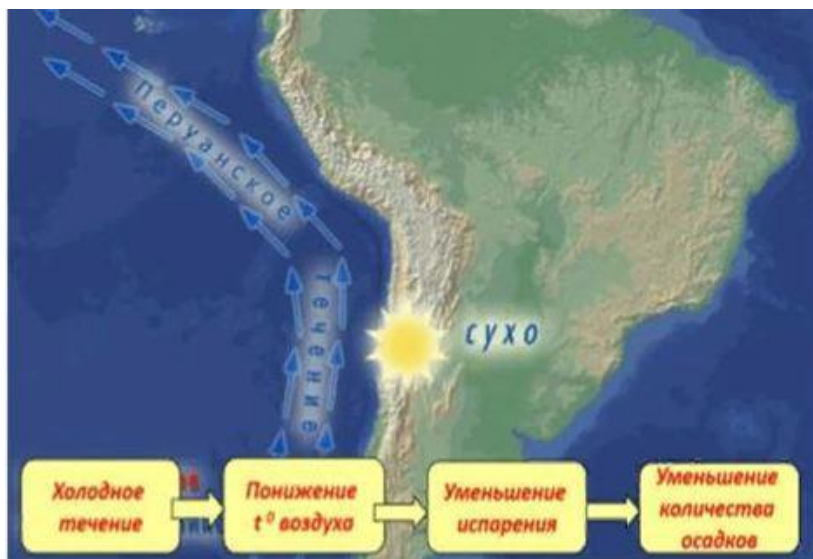 Перуанское
течение
сухо
Холодное
течение
Понижение
t⁰ воздуха
Уменьшение
испарения
Уменьшение
количества
осадков